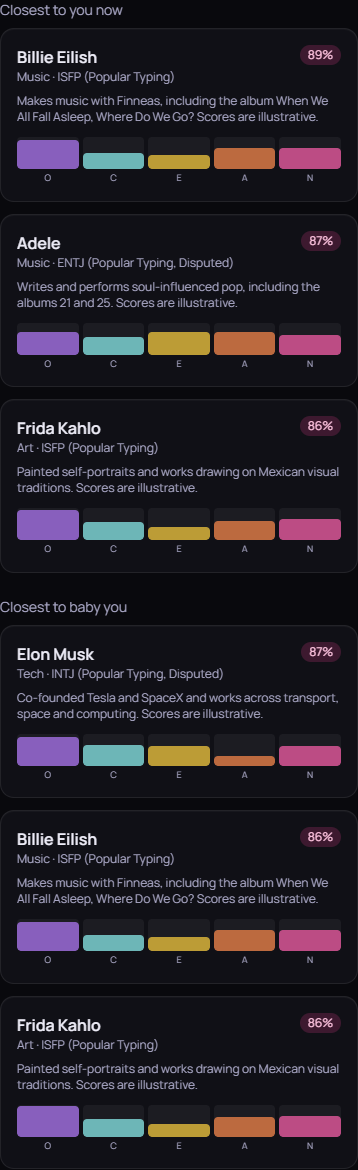 Closest to you now
Billie Eilish
89%
Music · ISFP (Popular Typing)
Makes music with Finneas, including the album When We
All Fall Asleep, Where Do We Go? Scores are illustrative.
O C E A N
Adele
87%
Music · ENTJ (Popular Typing, Disputed)
Writes and performs soul-influenced pop, including the
albums 21 and 25. Scores are illustrative.
O C E A N
Frida Kahlo
86%
Art · ISFP (Popular Typing)
Painted self-portraits and works drawing on Mexican visual
traditions. Scores are illustrative.
O C E A N
Closest to baby you
Elon Musk
87%
Tech · INTJ (Popular Typing, Disputed)
Co-founded Tesla and SpaceX and works across transport,
space and computing. Scores are illustrative.
O C E A N
Billie Eilish
86%
Music · ISFP (Popular Typing)
Makes music with Finneas, including the album When We
All Fall Asleep, Where Do We Go? Scores are illustrative.
O C E A N
Frida Kahlo
86%
Art · ISFP (Popular Typing)
Painted self-portraits and works drawing on Mexican visual
traditions. Scores are illustrative.
O C E A N